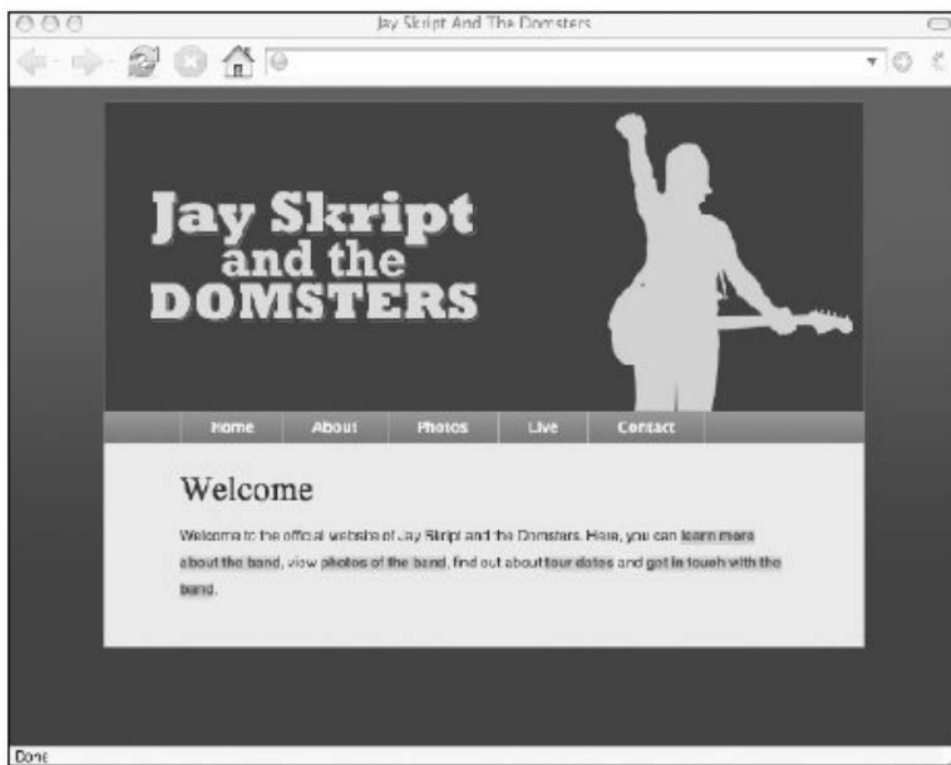 Jay Skript And The Domsters
Jay Skript
and the
DOMSTERS
Home About Photos Live Contact
Welcome
Welcome to the official website of Jay Skript and the Domsters. Here, you can learn more
about the band, view photos of the band, find out about tour dates and get in touch with the
band.
Done